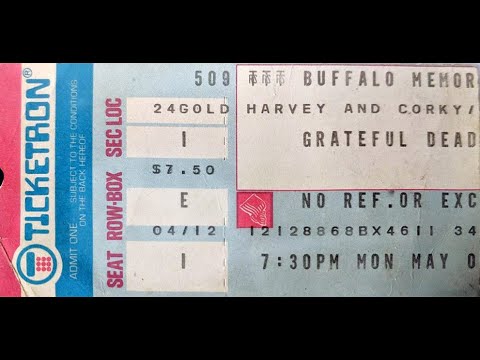 TICKETRON®
ADMIT ONE. SUBJECT TO THE CONDITIONS
ON THE BACK HEREOF
SEAT ROW·BOX SEC LOC
509
24GOLD
I
$7.50
E
04/12
I
BUFFALO MEMOR
HARVEY AND CORKY/
GRATEFUL DEAD
NO REF.OR EXC
12128868BX4611 34
7:30PM MON MAY 0